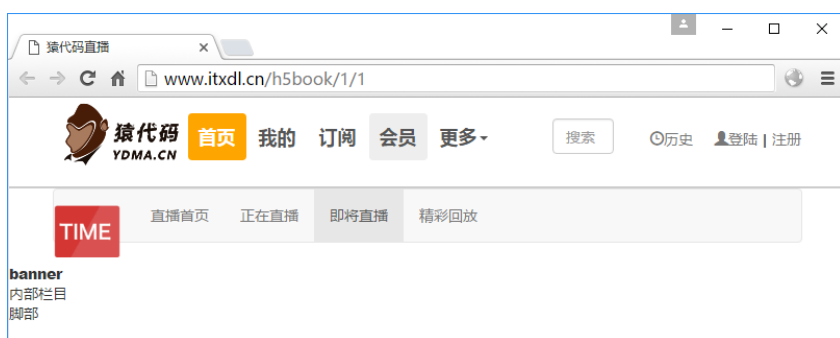 猿代码直播
www.itxdl.cn/h5book/1/1
猿代码 YDMA.CN 首页 我的 订阅 会员 更多 搜索 历史 登陆 | 注册
TIME 直播首页 正在直播 即将直播 精彩回放
banner
内部栏目
脚部